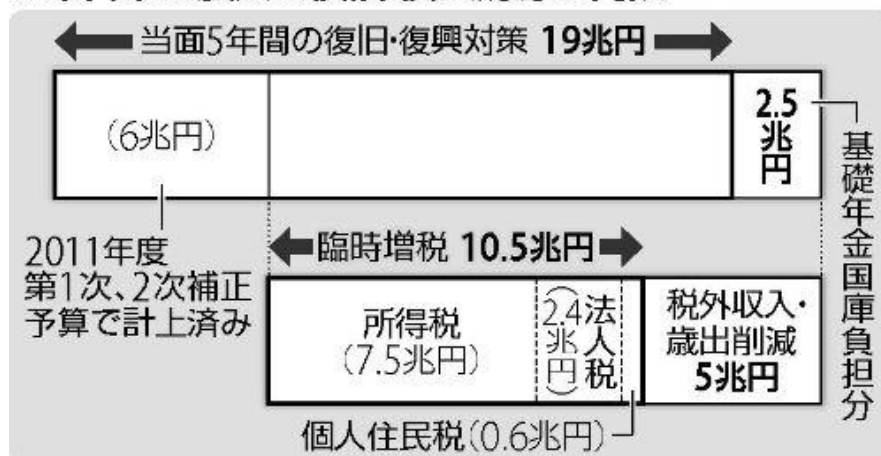 当面5年間の復旧・復興対策 19兆円
(6兆円)
2.5兆円
基礎年金国庫負担分
2011年度
第1次、2次補正
予算で計上済み
臨時増税 10.5兆円
所得税
(7.5兆円)
法人税
(2.4兆円)
税外収入・
歳出削減
5兆円
個人住民税(0.6兆円)